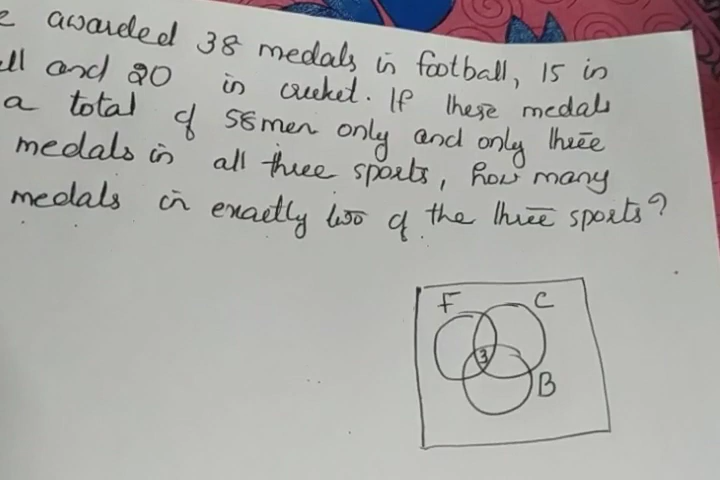 awarded 38 medals in football, 15 in
and 20 in cricket. If these medals
a total of 58 men only and only three
medals in all three sports, how many
medals in exactly two of the three sports?
F C
3
B